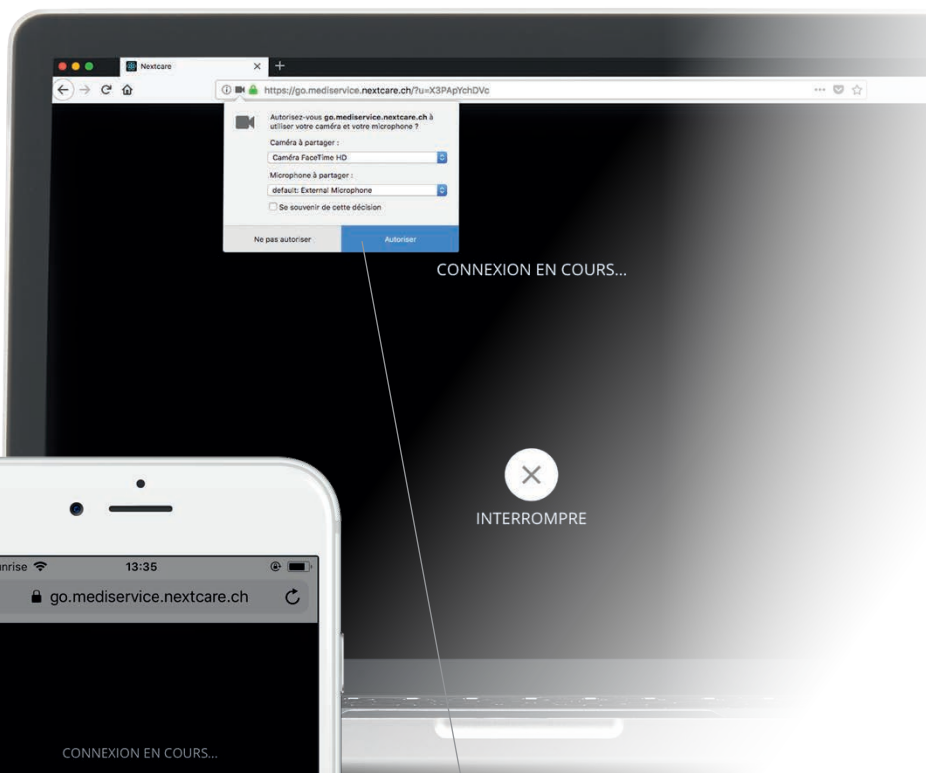 Nextcare
https://go.mediservice.nextcare.ch/?u=X3PApYchDVc
Autorisez-vous go.mediservice.nextcare.ch à
utiliser votre caméra et votre microphone ?
Caméra à partager :
Caméra FaceTime HD
Microphone à partager :
default: External Microphone
Se souvenir de cette décision
Ne pas autoriser Autoriser
CONNEXION EN COURS...
INTERROMPRE
13:35
go.mediservice.nextcare.ch
CONNEXION EN COURS...